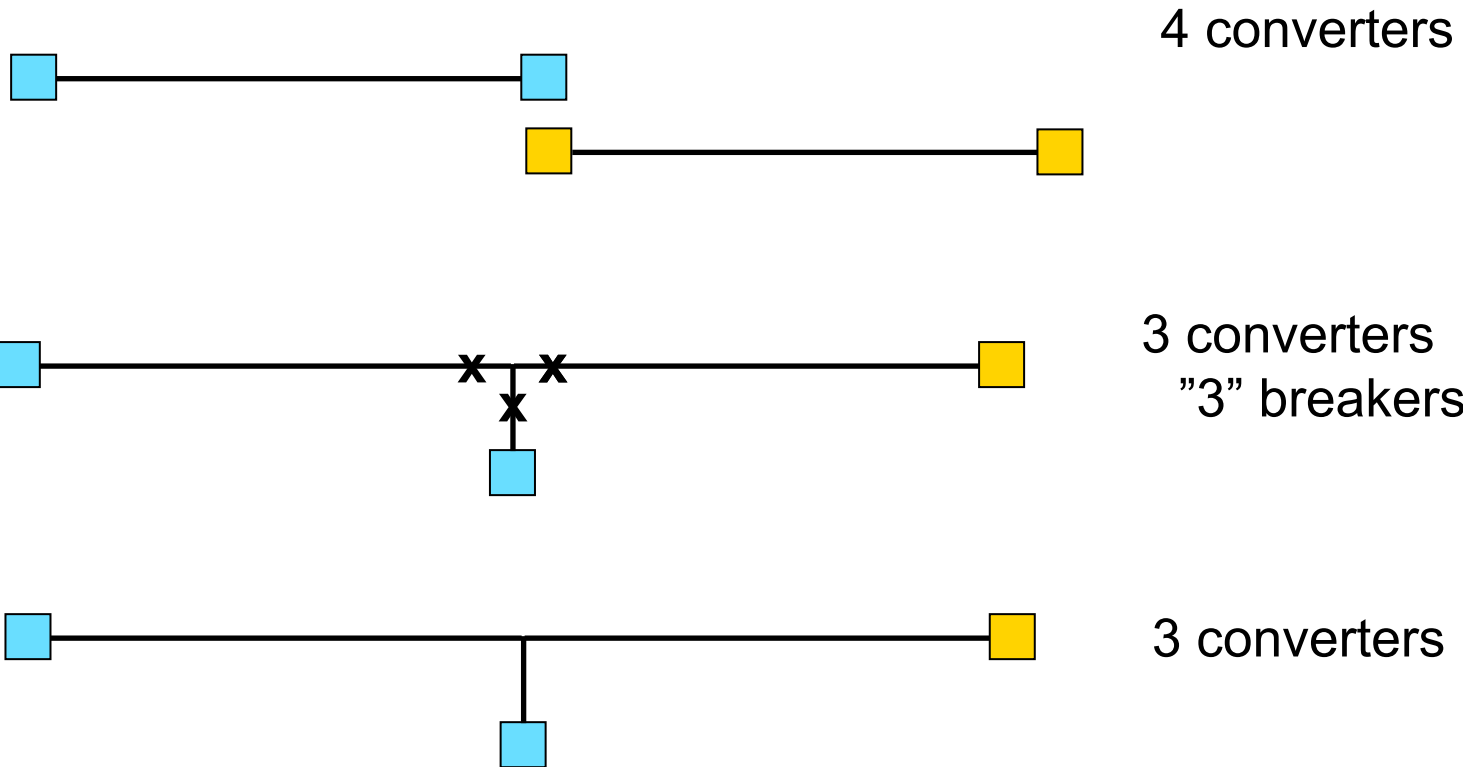 4 converters
x x
x
3 converters
”3” breakers
3 converters